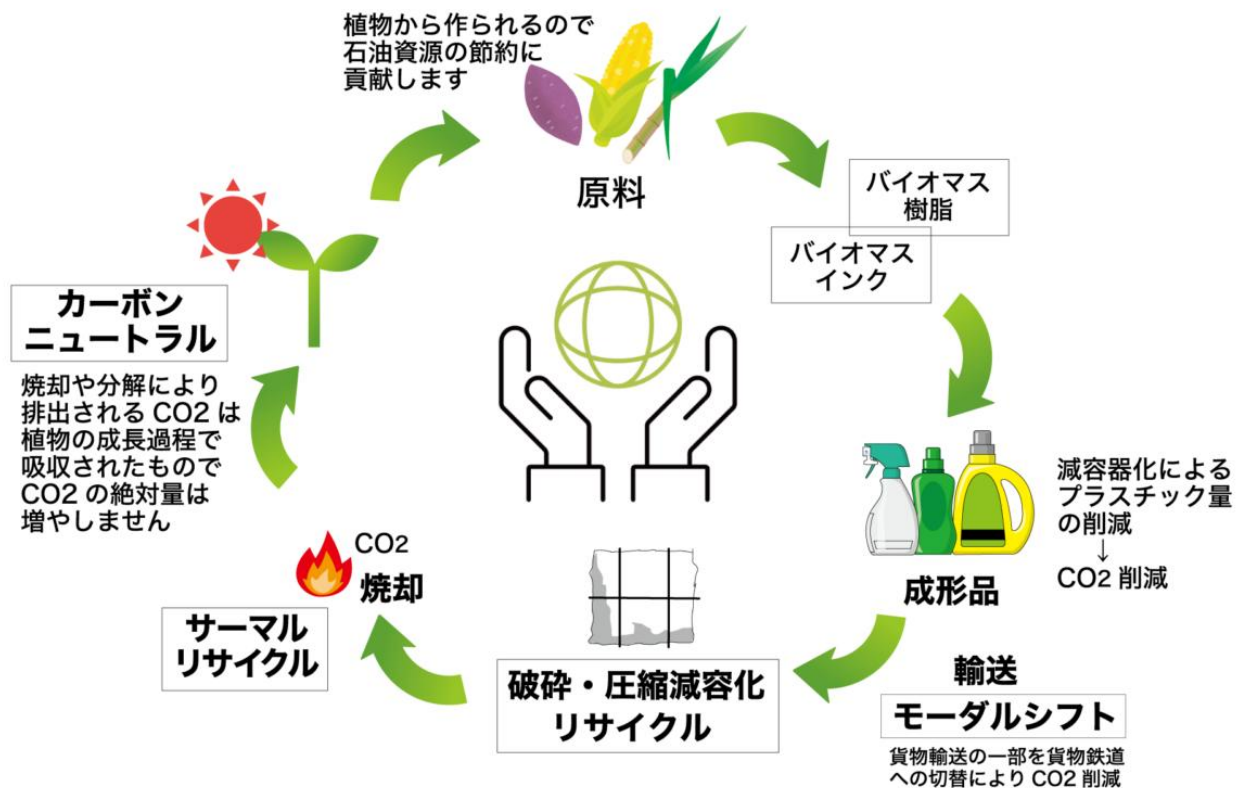 植物から作られるので
石油資源の節約に
貢献します
原料
バイオマス
樹脂
バイオマス
インク
減容器化による
プラスチック量
の削減
↓
CO2 削減
成形品
輸送
モーダルシフト
貨物輸送の一部を貨物鉄道
への切替により CO2 削減
破砕・圧縮減容化
リサイクル
CO2
焼却
サーマル
リサイクル
カーボン
ニュートラル
焼却や分解により
排出される CO2 は
植物の成長過程で
吸収されたもので
CO2 の絶対量は
増やしません